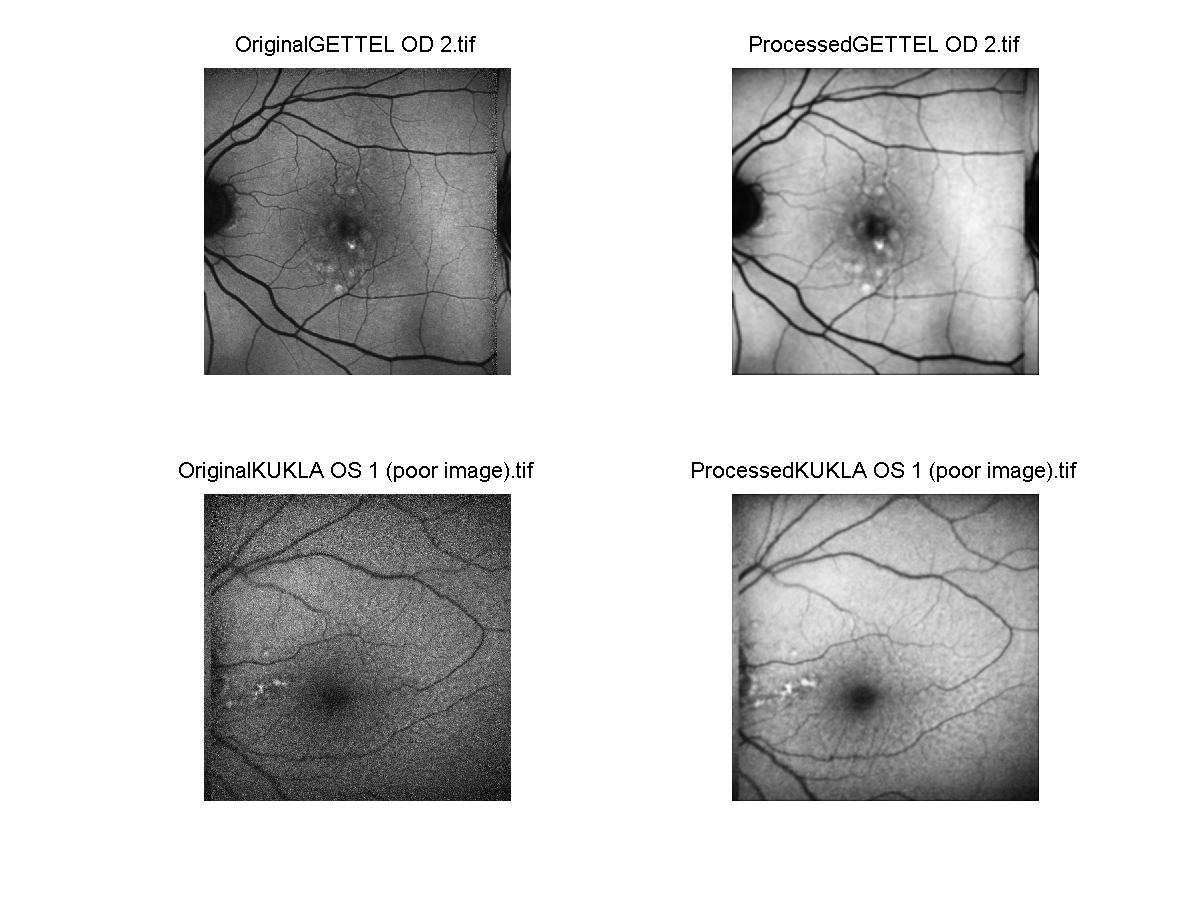 OriginalGETTEL OD 2.tif
ProcessedGETTEL OD 2.tif
OriginalKUKLA OS 1 (poor image).tif
ProcessedKUKLA OS 1 (poor image).tif